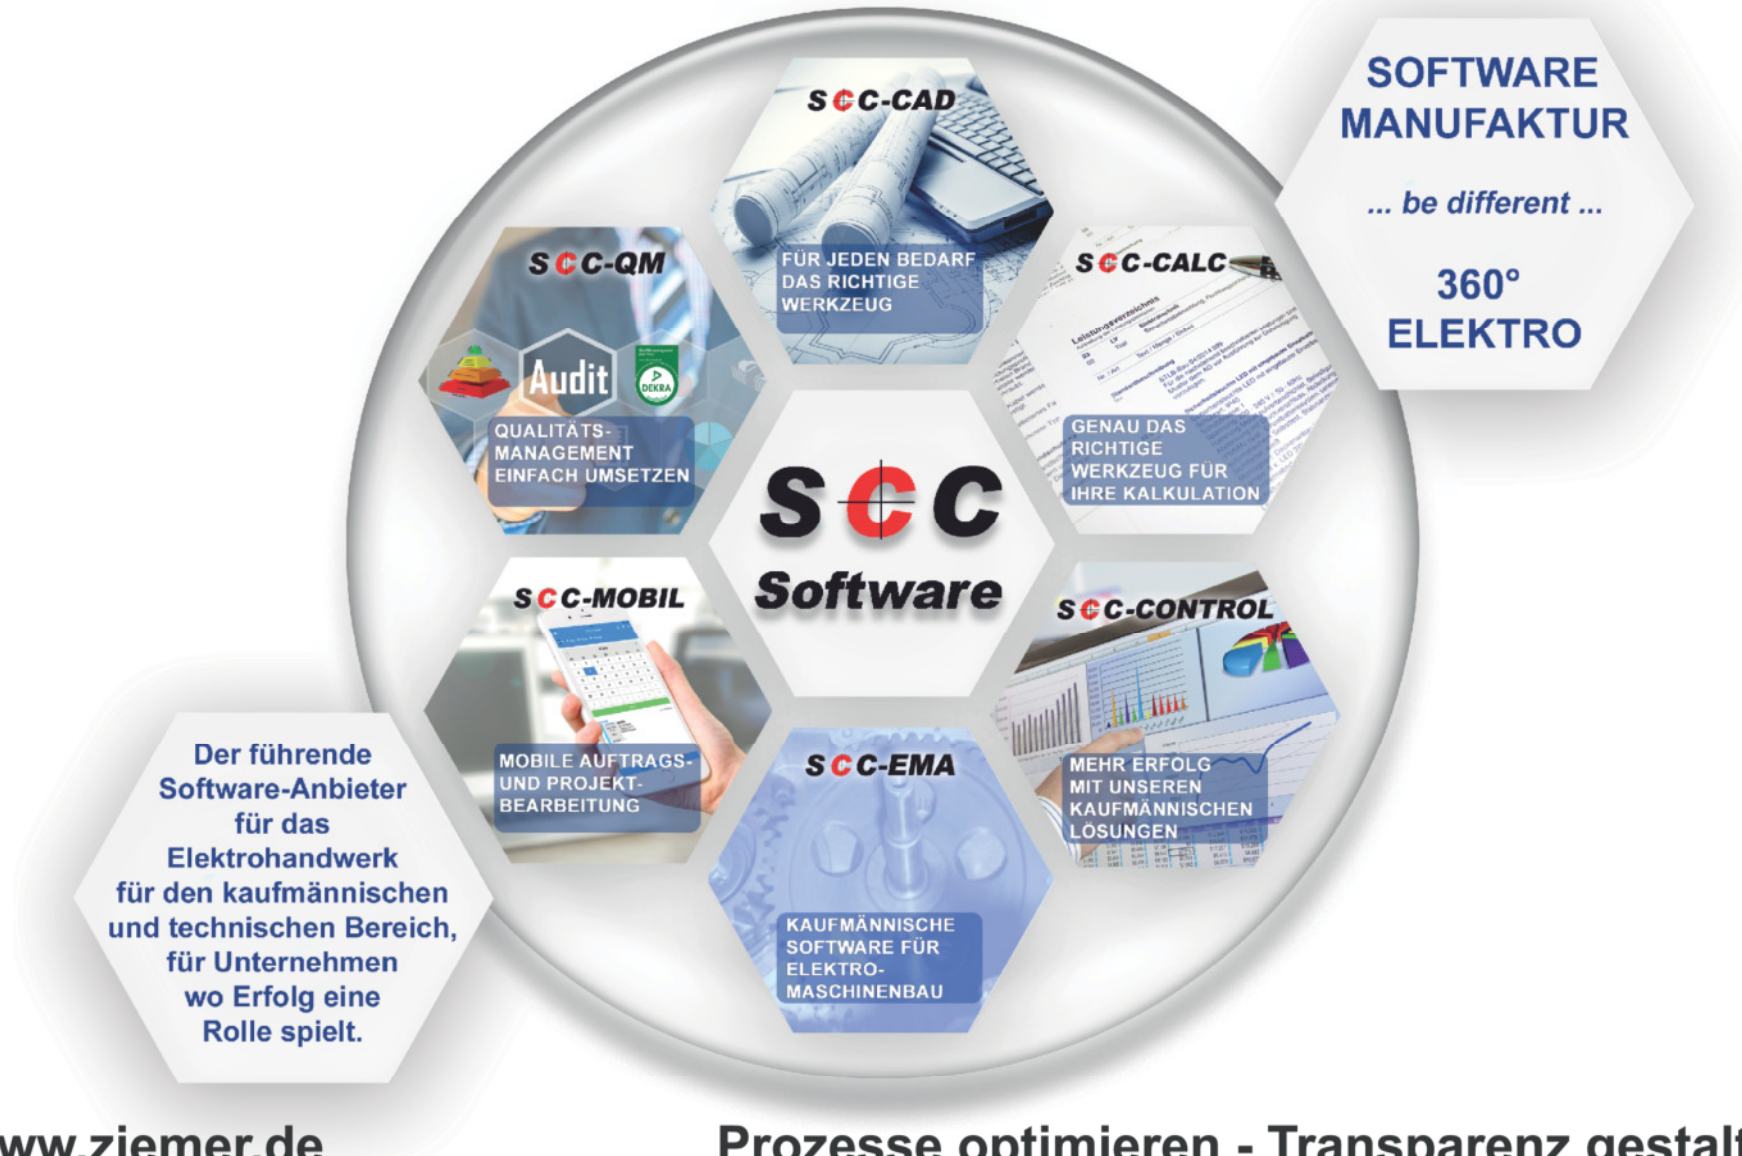 SOFTWARE
MANUFAKTUR
... be different ...
360°
ELEKTRO
SCC-CAD
FÜR JEDEN BEDARF
DAS RICHTIGE
WERKZEUG
SCC-QM
Audit
DEKRA
QUALITÄTS-
MANAGEMENT
EINFACH UMSETZEN
SCC-CALC
Leistungsverzeichnis
GENAU DAS
RICHTIGE
WERKZEUG FÜR
IHRE KALKULATION
SCC
Software
SCC-MOBIL
MOBILE AUFTRAGS-
UND PROJEKT-
BEARBEITUNG
SCC-CONTROL
MEHR ERFOLG
MIT UNSEREN
KAUFMÄNNISCHEN
LÖSUNGEN
SCC-EMA
KAUFMÄNNISCHE
SOFTWARE FÜR
ELEKTRO-
MASCHINENBAU
Der führende
Software-Anbieter
für das
Elektrohandwerk
für den kaufmännischen
und technischen Bereich,
für Unternehmen
wo Erfolg eine
Rolle spielt.
ww.ziemer.de
Prozesse optimieren - Transparenz gestalt